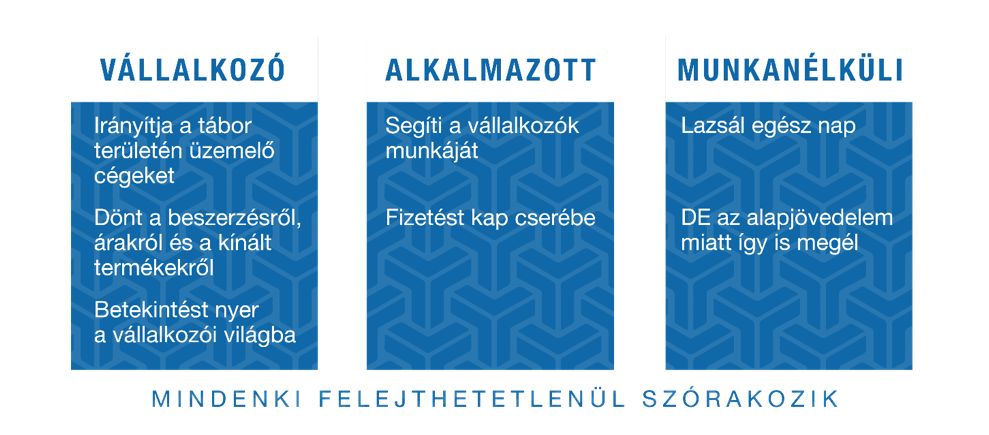 VÁLLALKOZÓ
Irányítja a tábor
területén üzemelő
cégeket
Dönt a beszerzésről,
árakról és a kínált
termékekről
Betekintést nyer
a vállalkozói világba
ALKALMAZOTT
Segíti a vállalkozók
munkáját
Fizetést kap cserébe
MUNKANÉLKÜLI
Lazsál egész nap
DE az alapjövedelem
miatt így is megél
MINDENKI FELEJTHETETLENÜL SZÓRAKOZIK